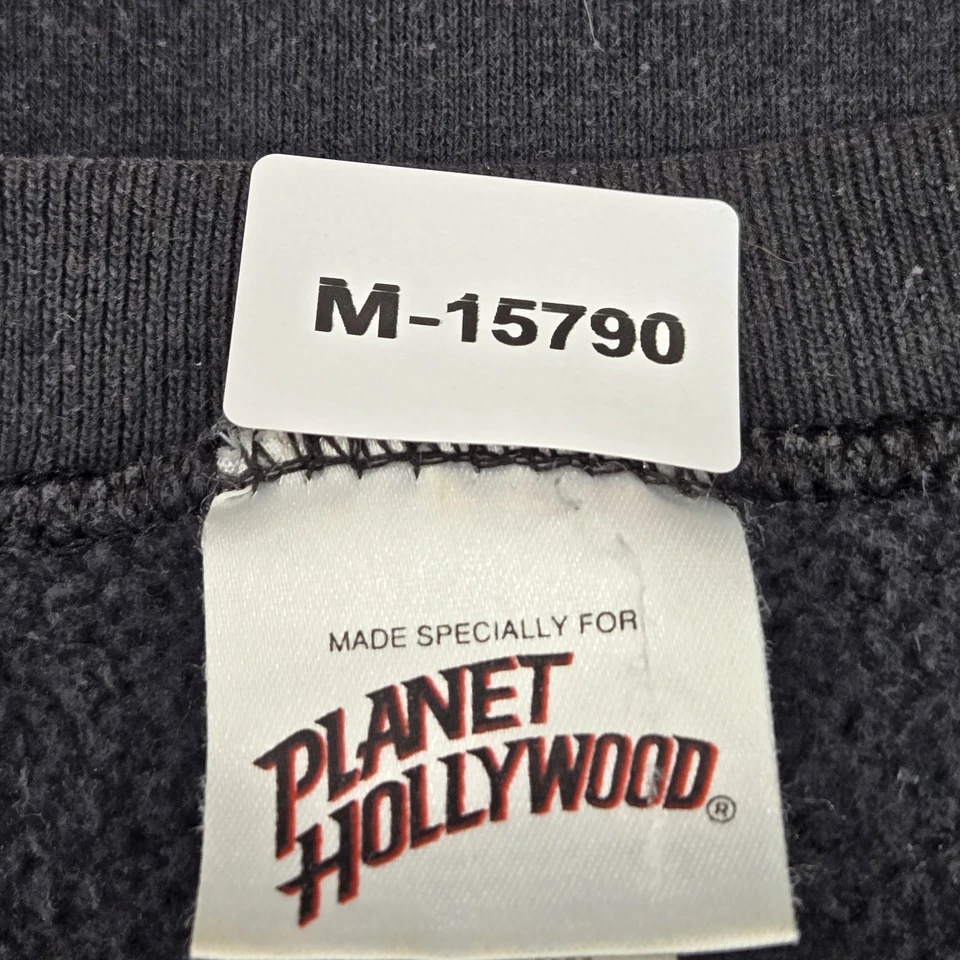 M-15790
MADE SPECIALLY FOR
PLANET
HOLLYWOOD®